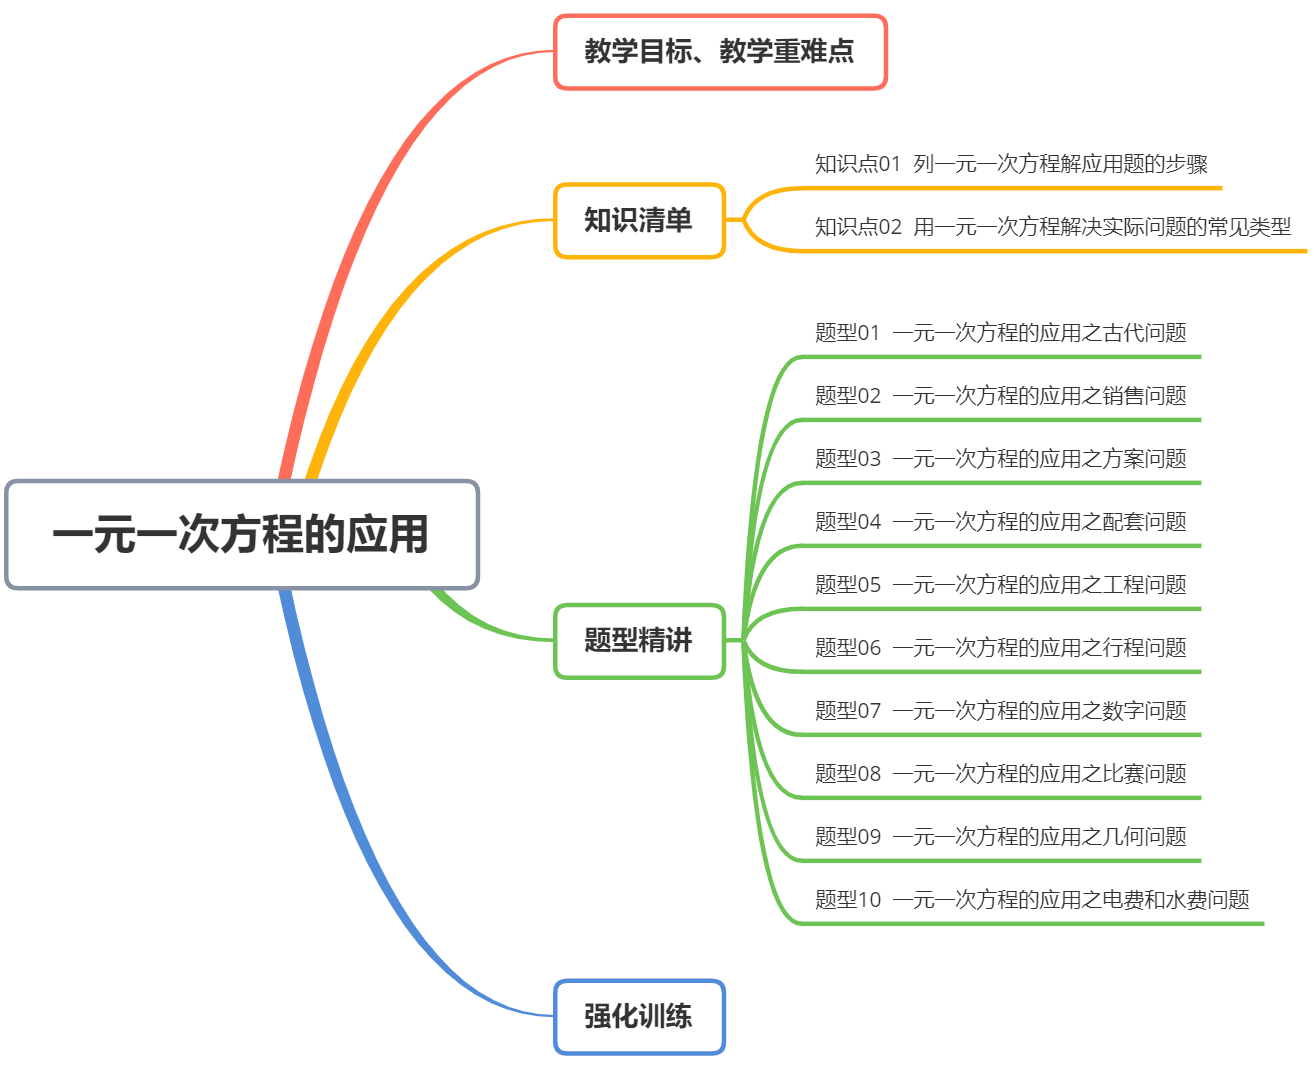 教学目标、教学重难点
知识清单
知识点01 列一元一次方程解应用题的步骤
知识点02 用一元一次方程解决实际问题的常见类型
一元一次方程的应用
题型精讲
题型01 一元一次方程的应用之古代问题
题型02 一元一次方程的应用之销售问题
题型03 一元一次方程的应用之方案问题
题型04 一元一次方程的应用之配套问题
题型05 一元一次方程的应用之工程问题
题型06 一元一次方程的应用之行程问题
题型07 一元一次方程的应用之数字问题
题型08 一元一次方程的应用之比赛问题
题型09 一元一次方程的应用之几何问题
题型10 一元一次方程的应用之电费和水费问题
强化训练